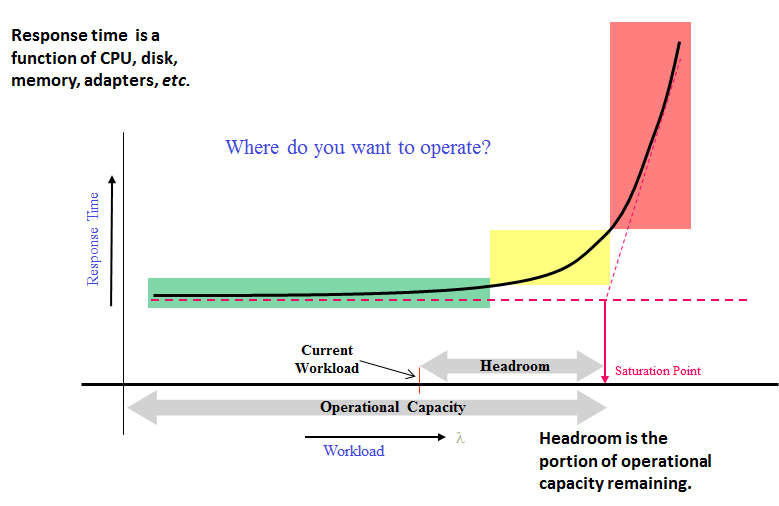 Response time is a
function of CPU, disk,
memory, adapters, etc.
Where do you want to operate?
Response Time
Current
Workload
Headroom
Saturation Point
Operational Capacity
λ
Workload
Headroom is the
portion of operational
capacity remaining.